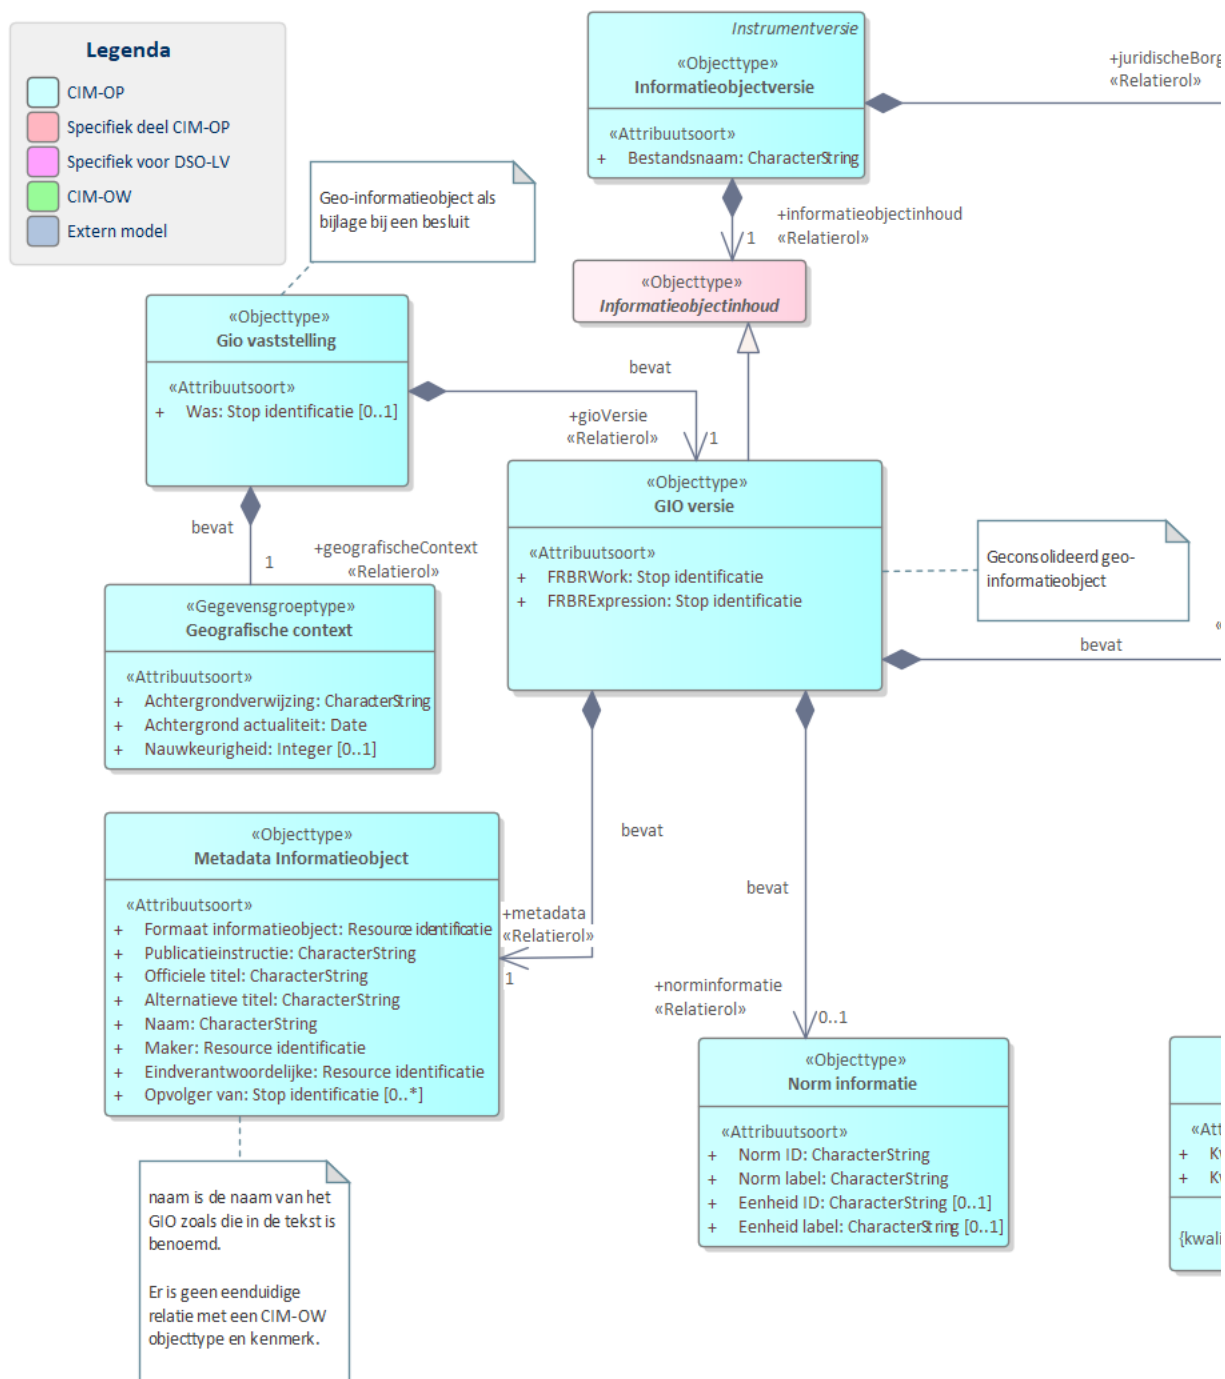 Legenda
CIM-OP
Specifiek deel CIM-OP
Specifiek voor DSO-LV
CIM-OW
Extern model
Instrumentversie
«Objecttype»
Informatieobjectversie
«Attribuutsoort»
+ Bestandsnaam: CharacterString
«Relatierol»
Geo-informatieobject als
bijlage bij een besluit
+informatieobjectinhoud
«Relatierol»
1
«Objecttype»
Informatieobjectinhoud
«Objecttype»
Gio vaststelling
«Attribuutsoort»
+ Was: Stop identificatie [0..1]
bevat
+gioVersie
«Relatierol»
1
«Objecttype»
GIO versie
«Attribuutsoort»
+ FRBRWork: Stop identificatie
+ FRBRExpression: Stop identificatie
Geconsolideerd geo-
informatieobject
bevat
bevat
1
+geografischeContext
«Relatierol»
«Gegevensgroeptype»
Geografische context
«Attribuutsoort»
+ Achtergrondverwijzing: CharacterString
+ Achtergrond actualiteit: Date
+ Nauwkeurigheid: Integer [0..1]
bevat
+metadata
«Relatierol»
1
«Objecttype»
Metadata Informatieobject
«Attribuutsoort»
+ Formaat informatieobject: Resource identificatie
+ Publicatieinstructie: CharacterString
+ Officiele titel: CharacterString
+ Alternatieve titel: CharacterString
+ Naam: CharacterString
+ Maker: Resource identificatie
+ Eindverantwoordelijke: Resource identificatie
+ Opvolger van: Stop identificatie [0..*]
bevat
+norminformatie
«Relatierol»
0..1
«Objecttype»
Norm informatie
«Attribuutsoort»
+ Norm ID: CharacterString
+ Norm label: CharacterString
+ Eenheid ID: CharacterString [0..1]
+ Eenheid label: CharacterString [0..1]
naam is de naam van het
GIO zoals die in de tekst is
benoemd.
Er is geen eenduidige
relatie met een CIM-OW
objecttype en kenmerk.